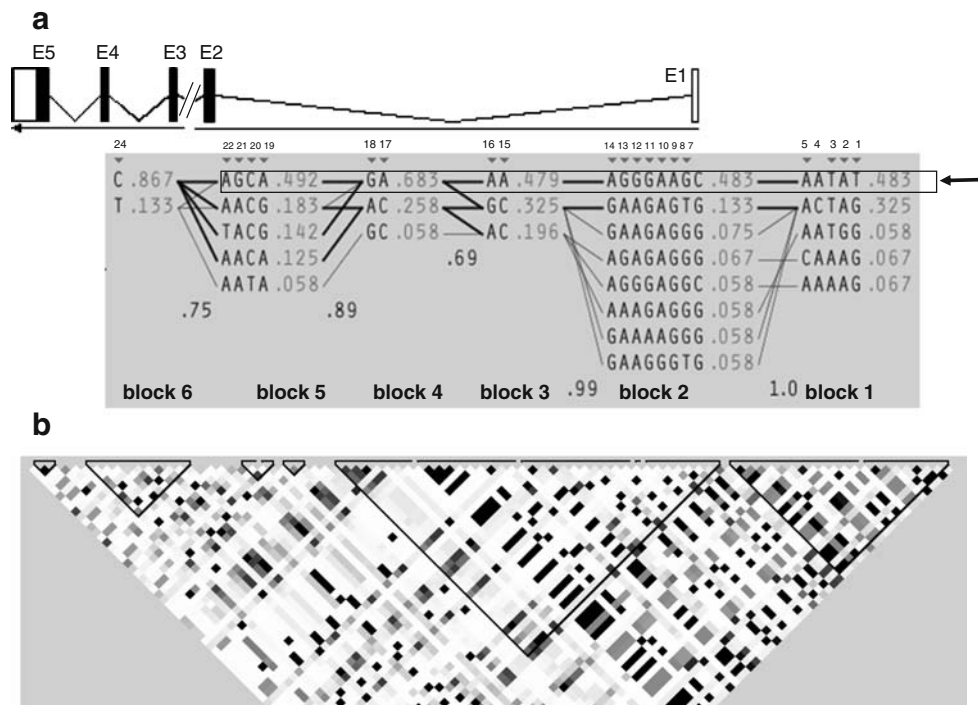 a
E5 E4 E3 E2 E1
24 22 21 20 19 18 17 16 15 14 13 12 11 10 9 8 7 5 4 3 2 1
C .867 AGCA .492 GA .683 AA .479 AGGGAAGC .483 AATAT .483
T .133 AACG .183 AC .258 GC .325 GAAGAGTG .133 ACTAG .325
TACG .142 GC .058 AC .196 GAAGAGGG .075 AATGG .058
AACA .125 .69 AGAGAGGG .067 CAAAG .067
AATA .058 AGGGAGGC .058 AAAAG .067
.75 .89 AAAGAGGG .058
GAAAAGGG .058
GAAGGGTG .058
block 6 block 5 block 4 block 3 .99 block 2 1.0 block 1
b